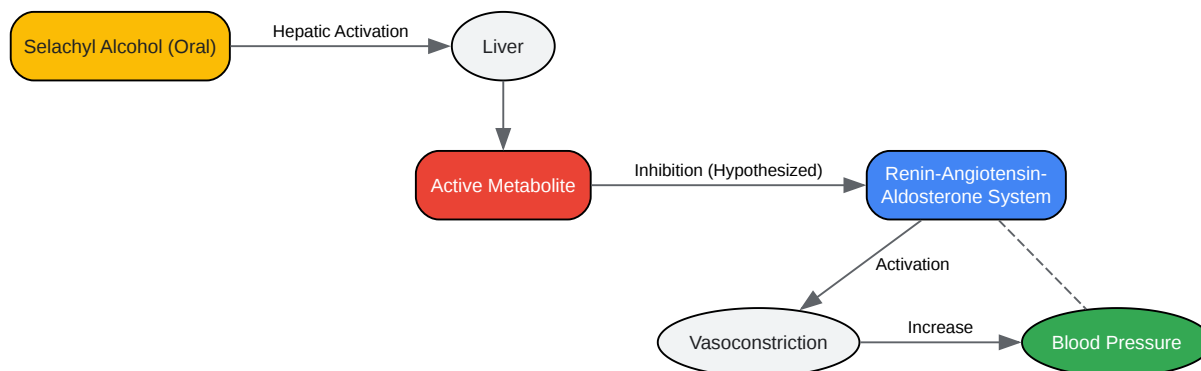 Selachyl Alcohol (Oral)
Hepatic Activation
Liver
Active Metabolite
Inhibition (Hypothesized)
Renin-Angiotensin-
Aldosterone System
Activation
Vasoconstriction
Increase
Blood Pressure